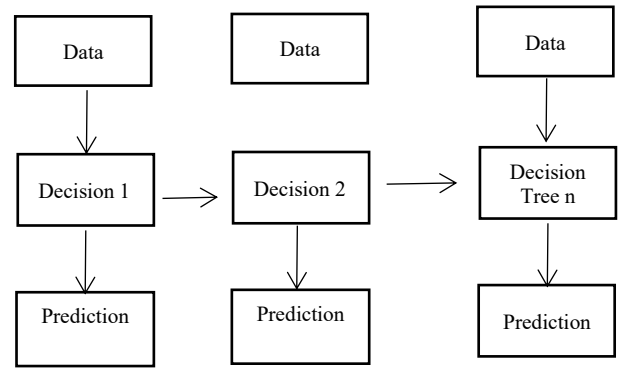 Data
Data
Data
Decision 1
Decision 2
Decision
Tree n
Prediction
Prediction
Prediction